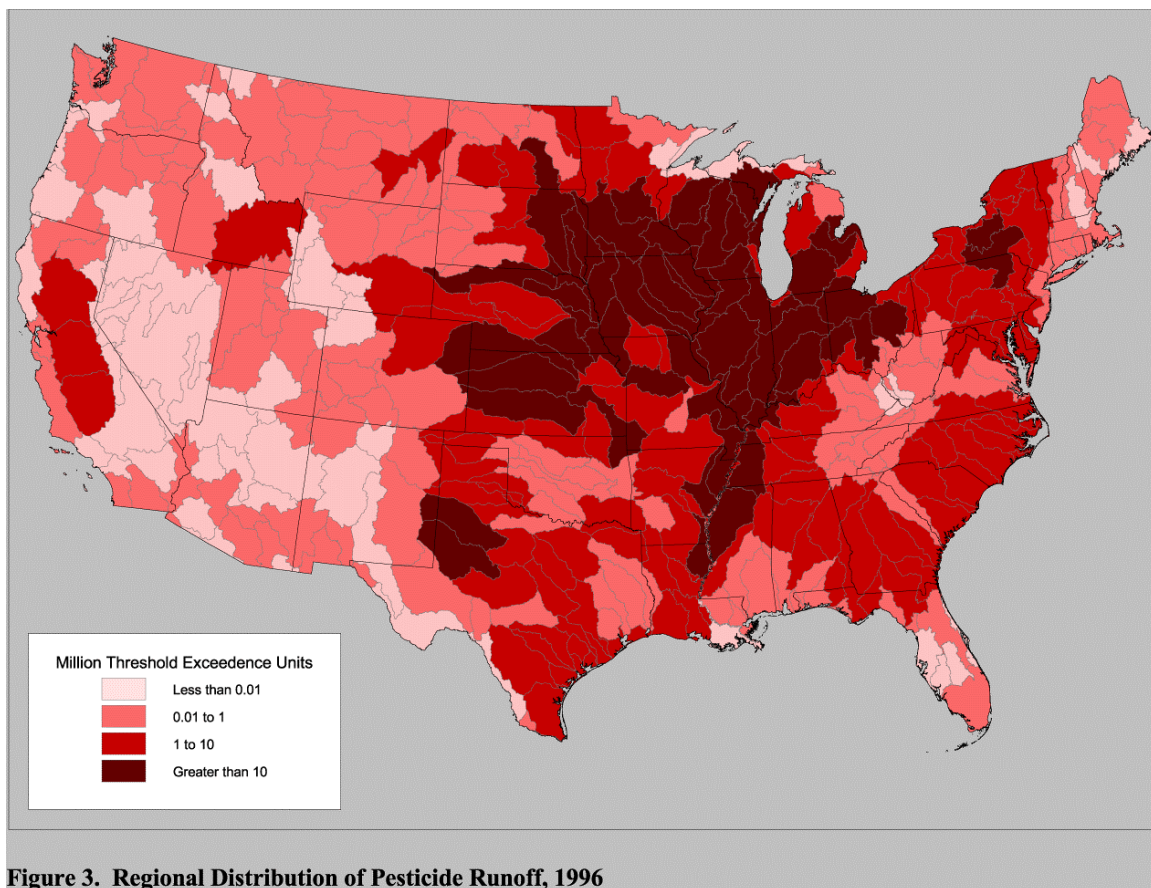 Million Threshold Exceedence Units
Less than 0.01
0.01 to 1
1 to 10
Greater than 10
Figure 3. Regional Distribution of Pesticide Runoff, 1996